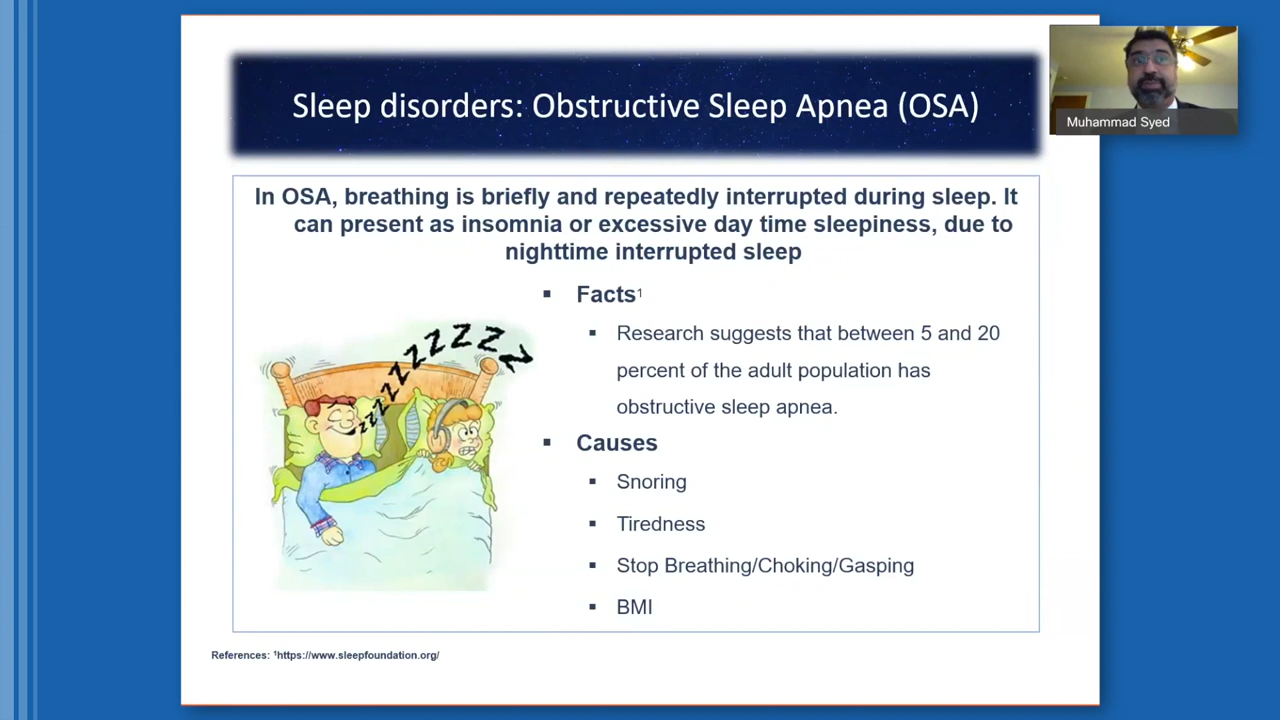 Sleep disorders: Obstructive Sleep Apnea (OSA)
Muhammad Syed
In OSA, breathing is briefly and repeatedly interrupted during sleep. It
can present as insomnia or excessive day time sleepiness, due to
nighttime interrupted sleep
▪ Facts¹
▪ Research suggests that between 5 and 20
percent of the adult population has
obstructive sleep apnea.
zzzzzzzzzzz
▪ Causes
▪ Snoring
▪ Tiredness
▪ Stop Breathing/Choking/Gasping
▪ BMI
References: ¹https://www.sleepfoundation.org/